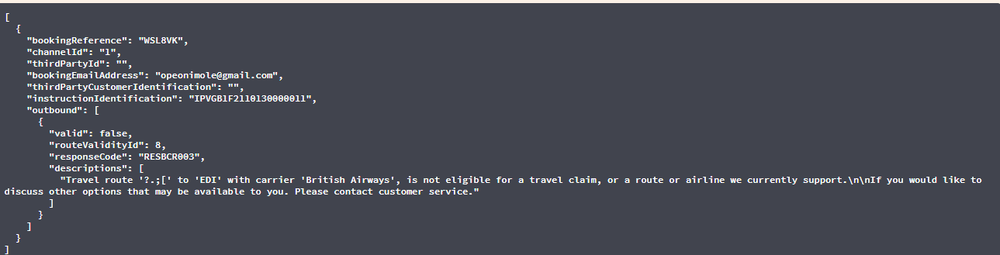 [
  {
    "bookingReference": "WSL8VK",
    "channelId": "1",
    "thirdPartyId": "",
    "bookingEmailAddress": "opeonimole@gmail.com",
    "thirdPartyCustomerIdentification": "",
    "instructionIdentification": "IPVGB1F2110130000011",
    "outbound": [
      {
        "valid": false,
        "routeValidityId": 8,
        "responseCode": "RESBCR003",
        "descriptions": [
          "Travel route '?.;[' to 'EDI' with carrier 'British Airways', is not eligible for a travel claim, or a route or airline we currently support.\n\nIf you would like to
discuss other options that may be available to you. Please contact customer service."
        ]
      }
    ]
  }
]